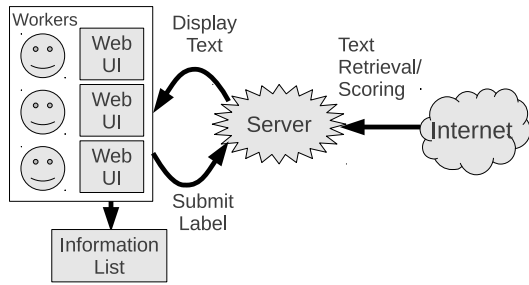 Workers
Web
UI
Web
UI
Web
UI
Display
Text
Submit
Label
Server
Text
Retrieval/
Scoring
Internet
Information
List